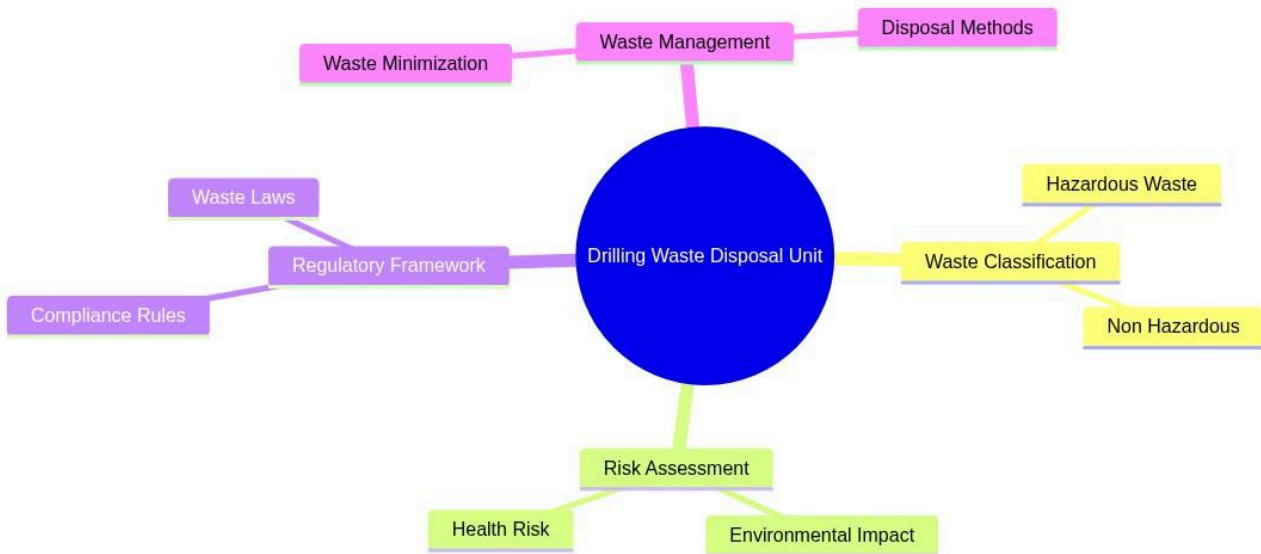 Disposal Methods
Waste Management
Waste Minimization
Hazardous Waste
Waste Laws
Drilling Waste Disposal Unit
Waste Classification
Regulatory Framework
Compliance Rules
Non Hazardous
Risk Assessment
Health Risk
Environmental Impact